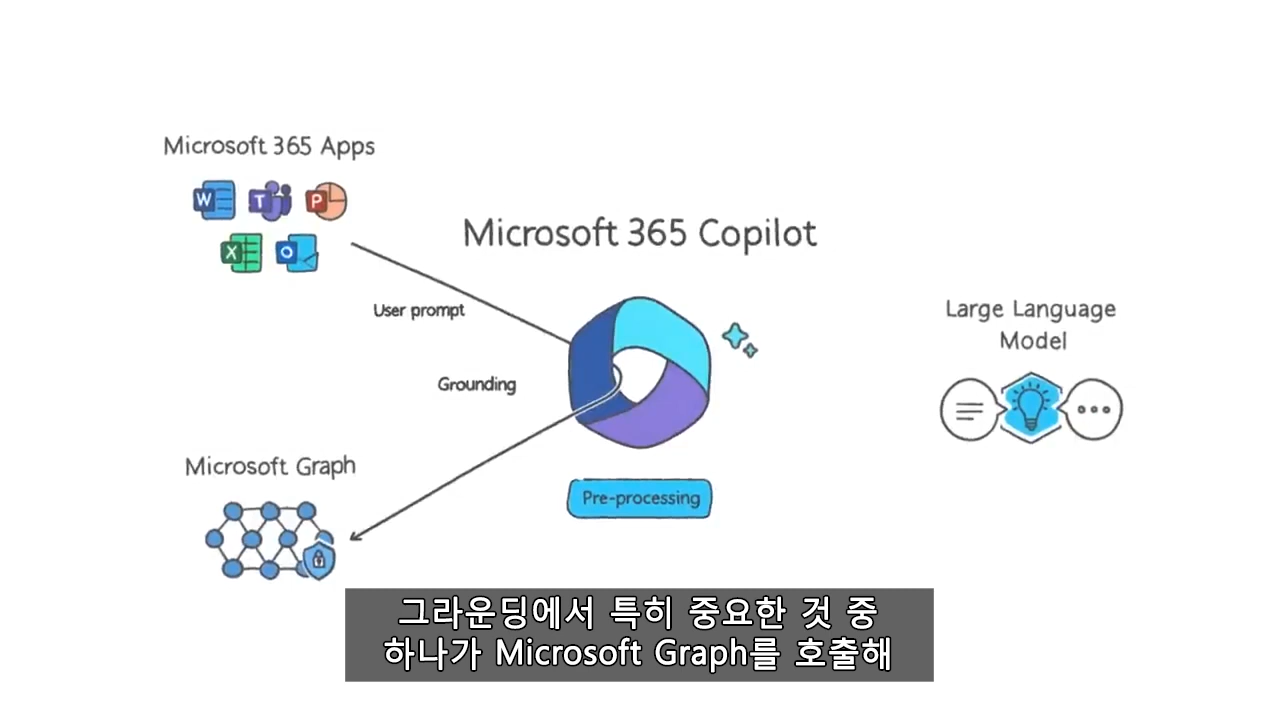 Microsoft 365 Apps
W
T
P
X
O
Microsoft 365 Copilot
User prompt
Grounding
Large Language
Model
Microsoft Graph
Pre-processing
그라운딩에서 특히 중요한 것 중
하나가 Microsoft Graph를 호출해